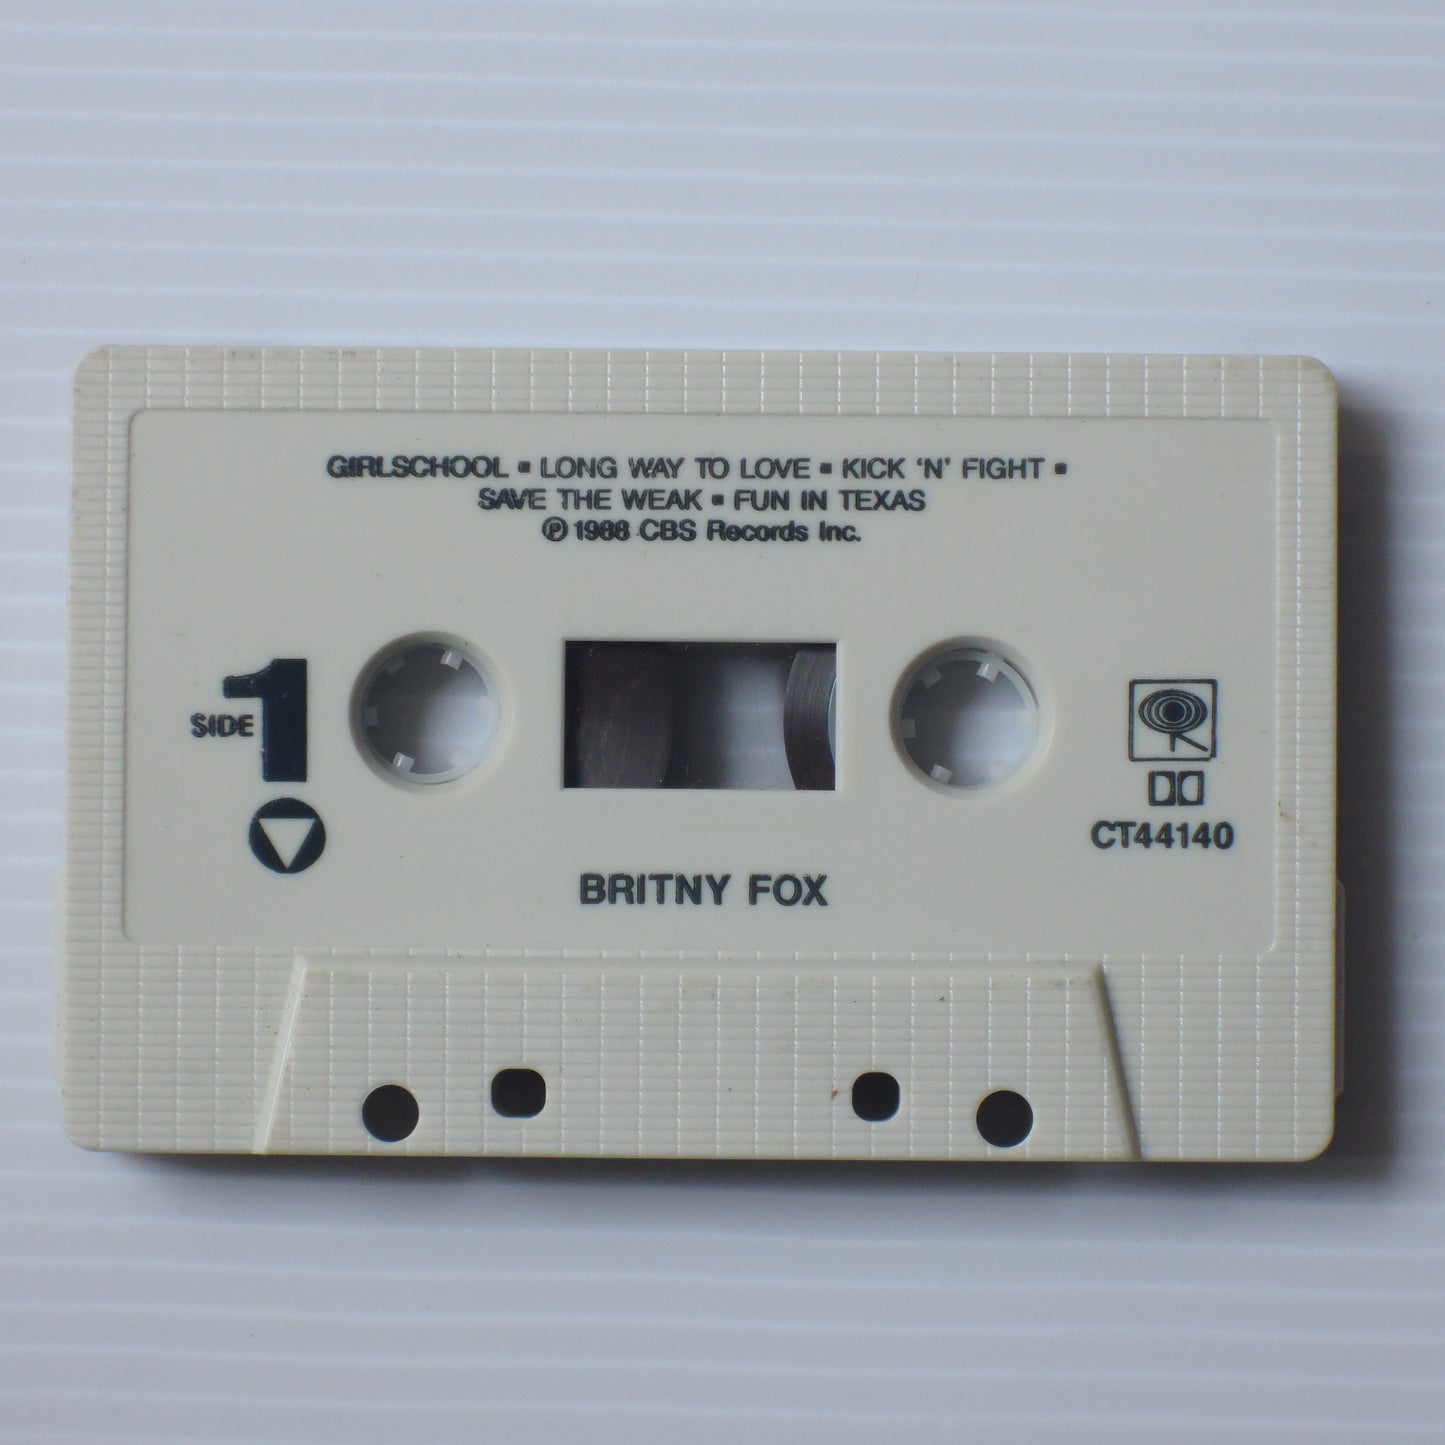 GIRLSCHOOL ▪ LONG WAY TO LOVE ▪ KICK 'N' FIGHT ▪
SAVE THE WEAK ▪ FUN IN TEXAS
℗ 1988 CBS Records Inc.
SIDE 1
CT44140
BRITNY FOX